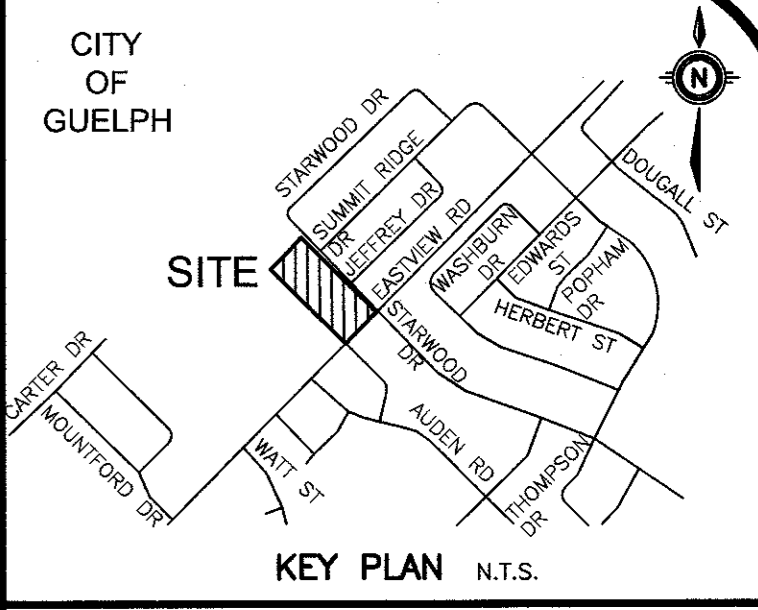 CITY
OF
GUELPH
N
STARWOOD DR
SUMMIT RIDGE
DR
JEFFREY DR
EASTVIEW RD
WASHBURN
DR
EDWARDS
ST
POPHAM
DR
DOUGALL ST
HERBERT ST
SITE
STARWOOD
DR
CARTER DR
MOUNTFORD DR
WATT ST
AUDEN RD
THOMPSON
DR
KEY PLAN N.T.S.